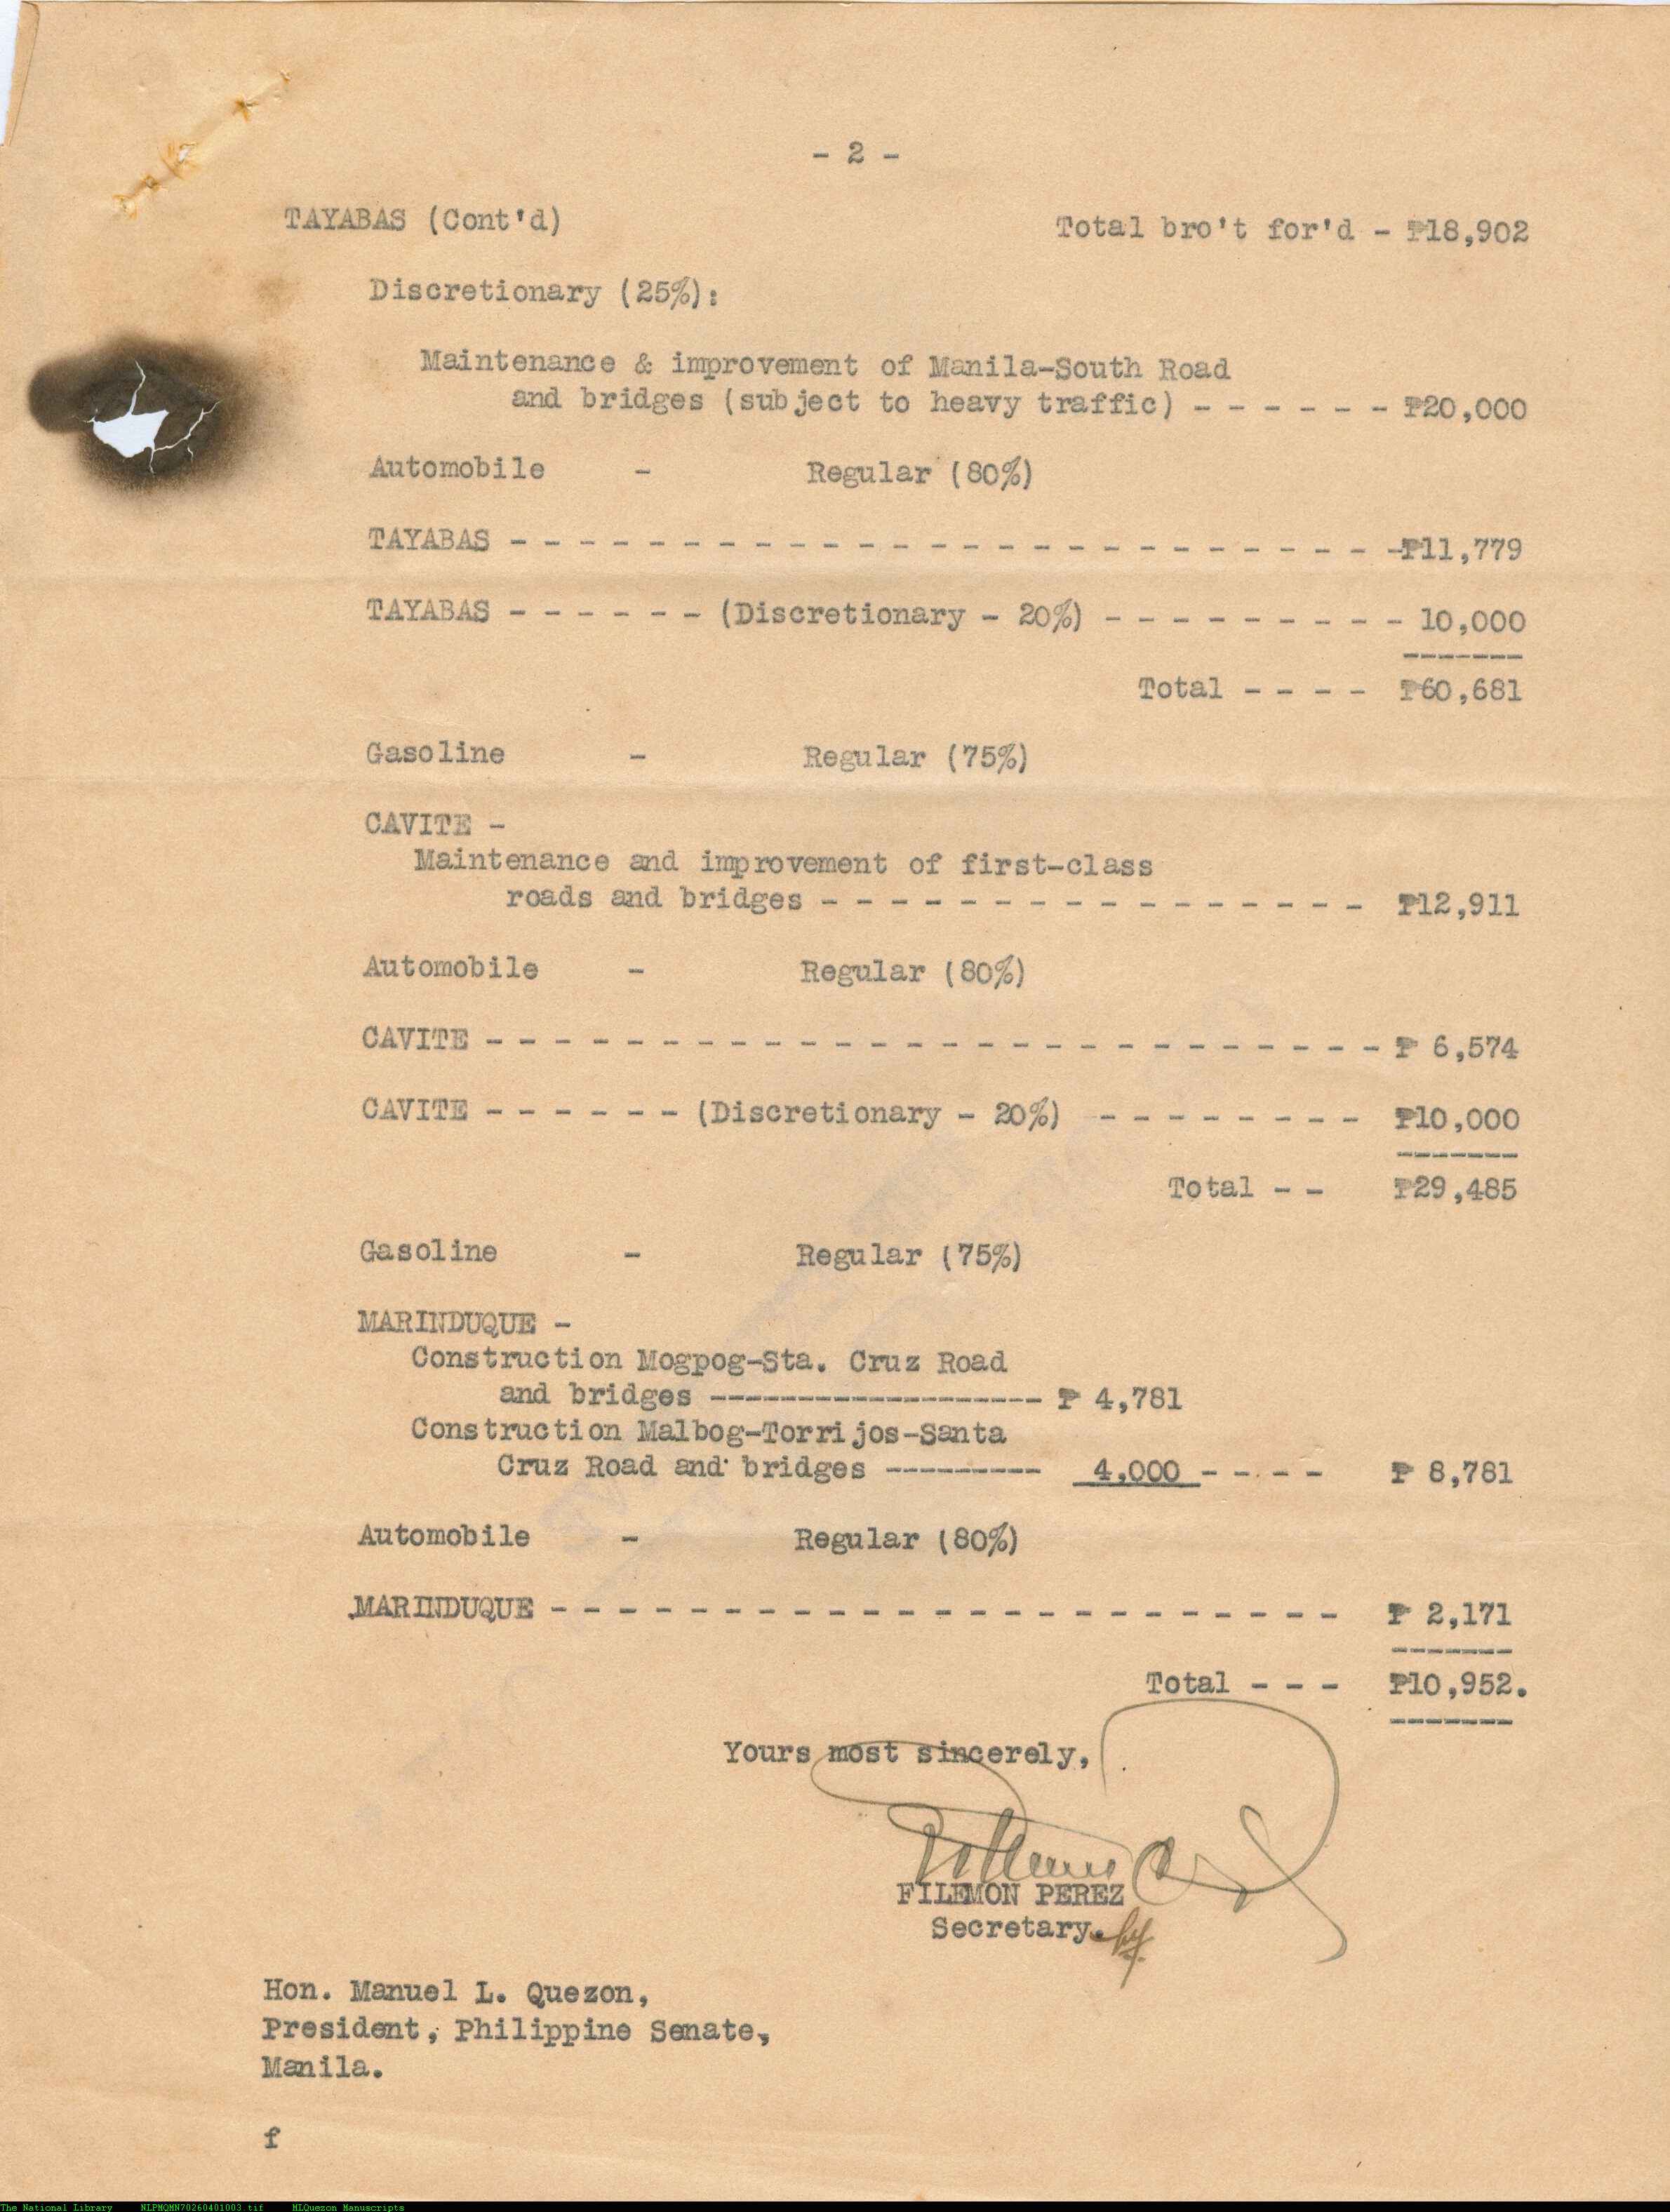 - 2 -
TAYABAS (Cont'd) Total bro't for'd - ₱18,902
Discretionary (25%):
Maintenance & improvement of Manila-South Road
and bridges (subject to heavy traffic) - - - - - - ₱20,000
Automobile - Regular (80%)
TAYABAS - - - - - - - - - - - - - - - - - - - - - - - - - -₱11,779
TAYABAS - - - - - - (Discretionary - 20%) - - - - - - - - - 10,000
-------
Total - - - - ₱60,681
Gasoline - Regular (75%)
CAVITE -
Maintenance and improvement of first-class
roads and bridges - - - - - - - - - - - - - - - - ₱12,911
Automobile - Regular (80%)
CAVITE - - - - - - - - - - - - - - - - - - - - - - - - - - ₱ 6,574
CAVITE - - - - - - (Discretionary - 20%) - - - - - - - - ₱10,000
-------
Total - - ₱29,485
Gasoline - Regular (75%)
MARINDUQUE -
Construction Mogpog-Sta. Cruz Road
and bridges ------------------- ₱ 4,781
Construction Malbog-Torrijos-Santa
Cruz Road and bridges --------- 4,000 - - - - ₱ 8,781
Automobile - Regular (80%)
MARINDUQUE - - - - - - - - - - - - - - - - - - - - - - - ₱ 2,171
-------
Total - - - ₱10,952.
-------
Yours most sincerely,
FILEMON PEREZ
Secretary.
Hon. Manuel L. Quezon,
President, Philippine Senate,
Manila.
f
The National Library NLPMQMN70260401003.tif MLQuezon Manuscripts